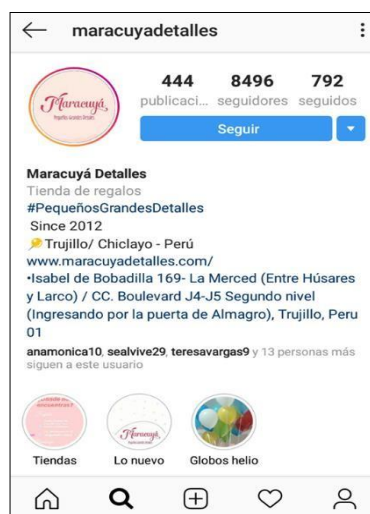 maracuyadetalles
444 8496 792
publicaci... seguidores seguidos
Seguir
Maracuyá
Pequeños Grandes Detalles
Maracuyá Detalles
Tienda de regalos
#PequeñosGrandesDetalles
Since 2012
📌Trujillo/ Chiclayo - Perú
www.maracuyadetalles.com/
•Isabel de Bobadilla 169- La Merced (Entre Húsares
y Larco) / CC. Boulevard J4-J5 Segundo nivel
(Ingresando por la puerta de Almagro), Trujillo, Peru
01
anamonica10, sealvive29, teresavargas9 y 13 personas más
siguen a este usuario
Maracuyá
Tiendas Lo nuevo Globos helio